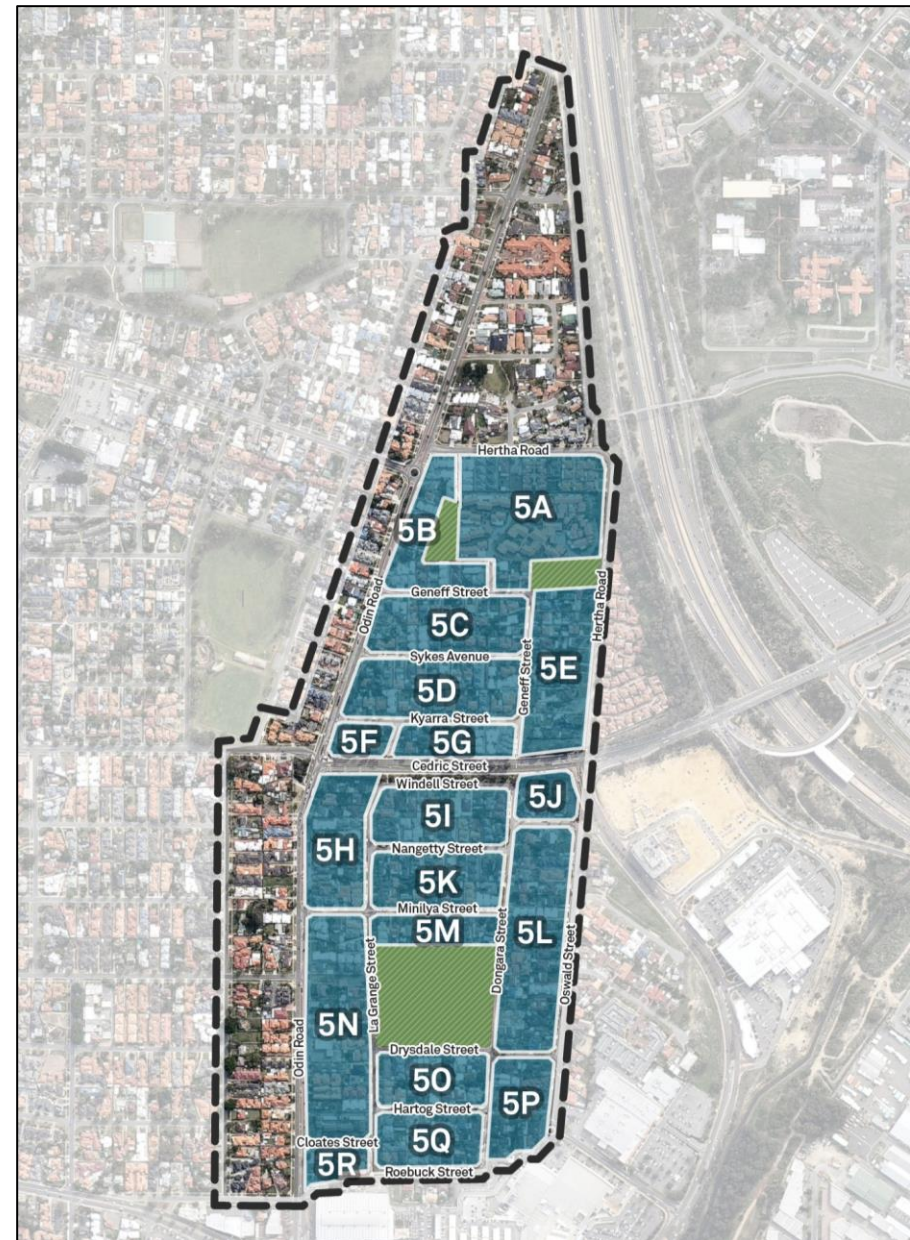 Hertha Road
5A
5B
Odin Road
Geneff Street
Hertha Road
5C
Geneff Street
5E
Sykes Avenue
5D
Kyarra Street
5F
5G
Cedric Street
Windell Street
5J
5I
5H
Nangetty Street
5K
Minilya Street
5M
5L
La Grange Street
Dongara Street
Oswald Street
5N
Odin Road
Drysdale Street
5O
5P
Hartog Street
5Q
Cloates Street
5R
Roebuck Street